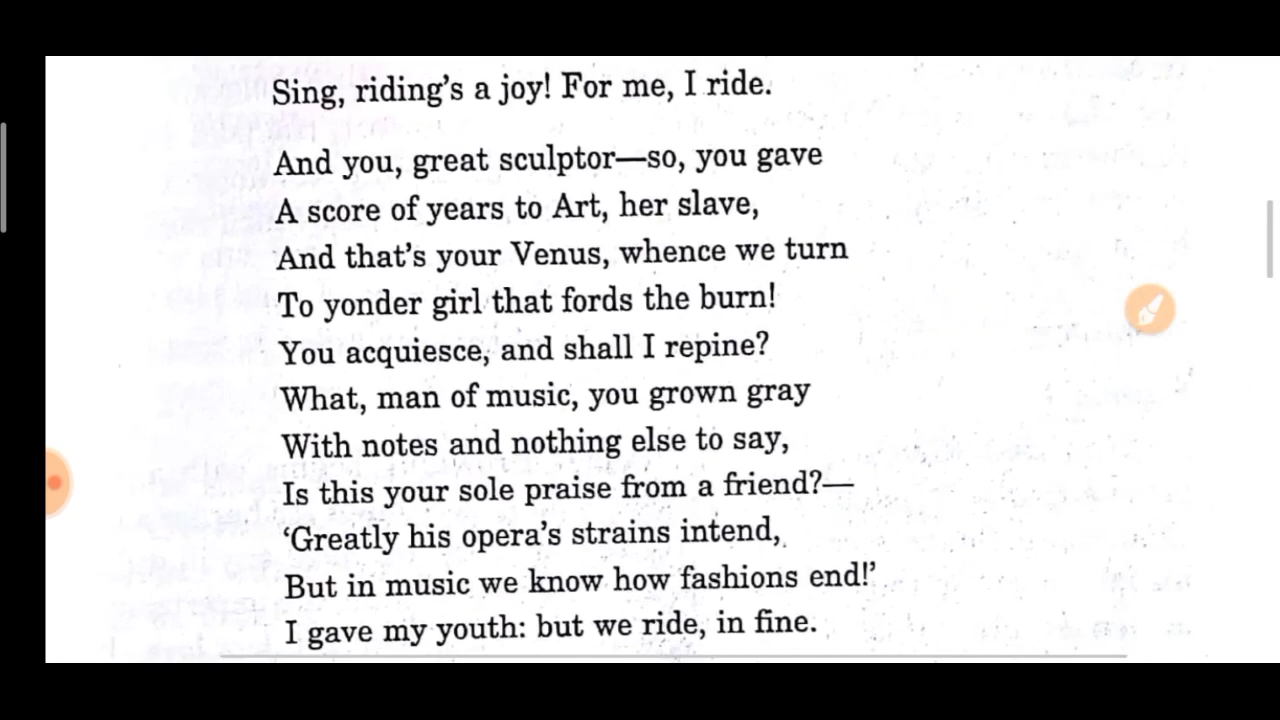 Sing, riding's a joy! For me, I ride.
And you, great sculptor—so, you gave
A score of years to Art, her slave,
And that's your Venus, whence we turn
To yonder girl that fords the burn!
You acquiesce, and shall I repine?
What, man of music, you grown gray
With notes and nothing else to say,
Is this your sole praise from a friend?—
'Greatly his opera's strains intend,
But in music we know how fashions end!'
I gave my youth: but we ride, in fine.